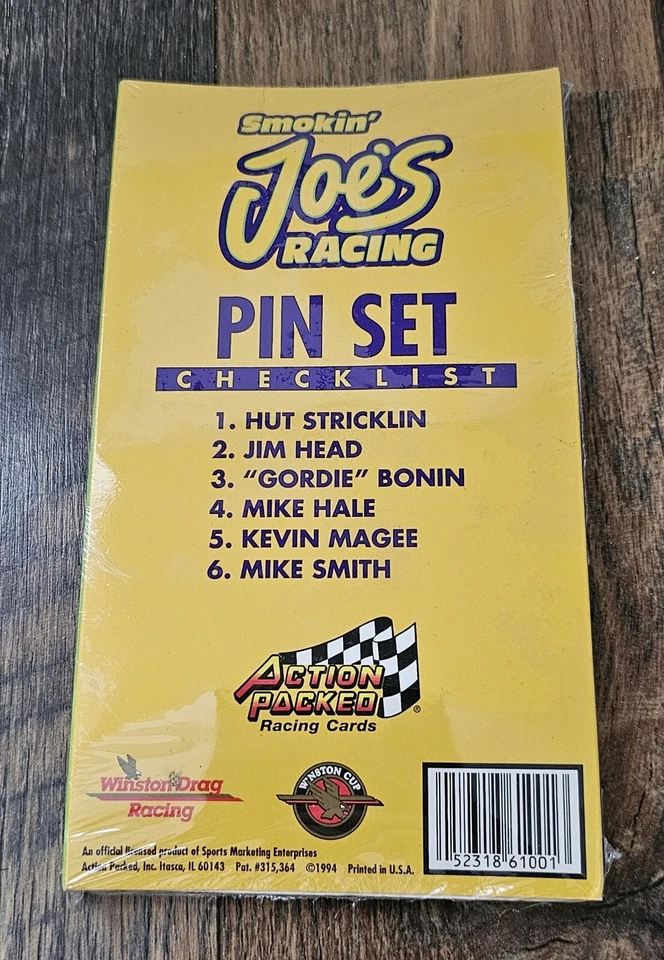 Smokin'
Joe's
RACING
PIN SET
CHECKLIST
1. HUT STRICKLIN
2. JIM HEAD
3. "GORDIE" BONIN
4. MIKE HALE
5. KEVIN MAGEE
6. MIKE SMITH
ACTION
PACKED®
Racing Cards
Winston Drag
Racing
WINSTON CUP
An official licensed product of Sports Marketing Enterprises
Action Packed, Inc. Itasca, IL 60143 Pat. #315,364 ©1994 Printed in U.S.A.
52318 61001